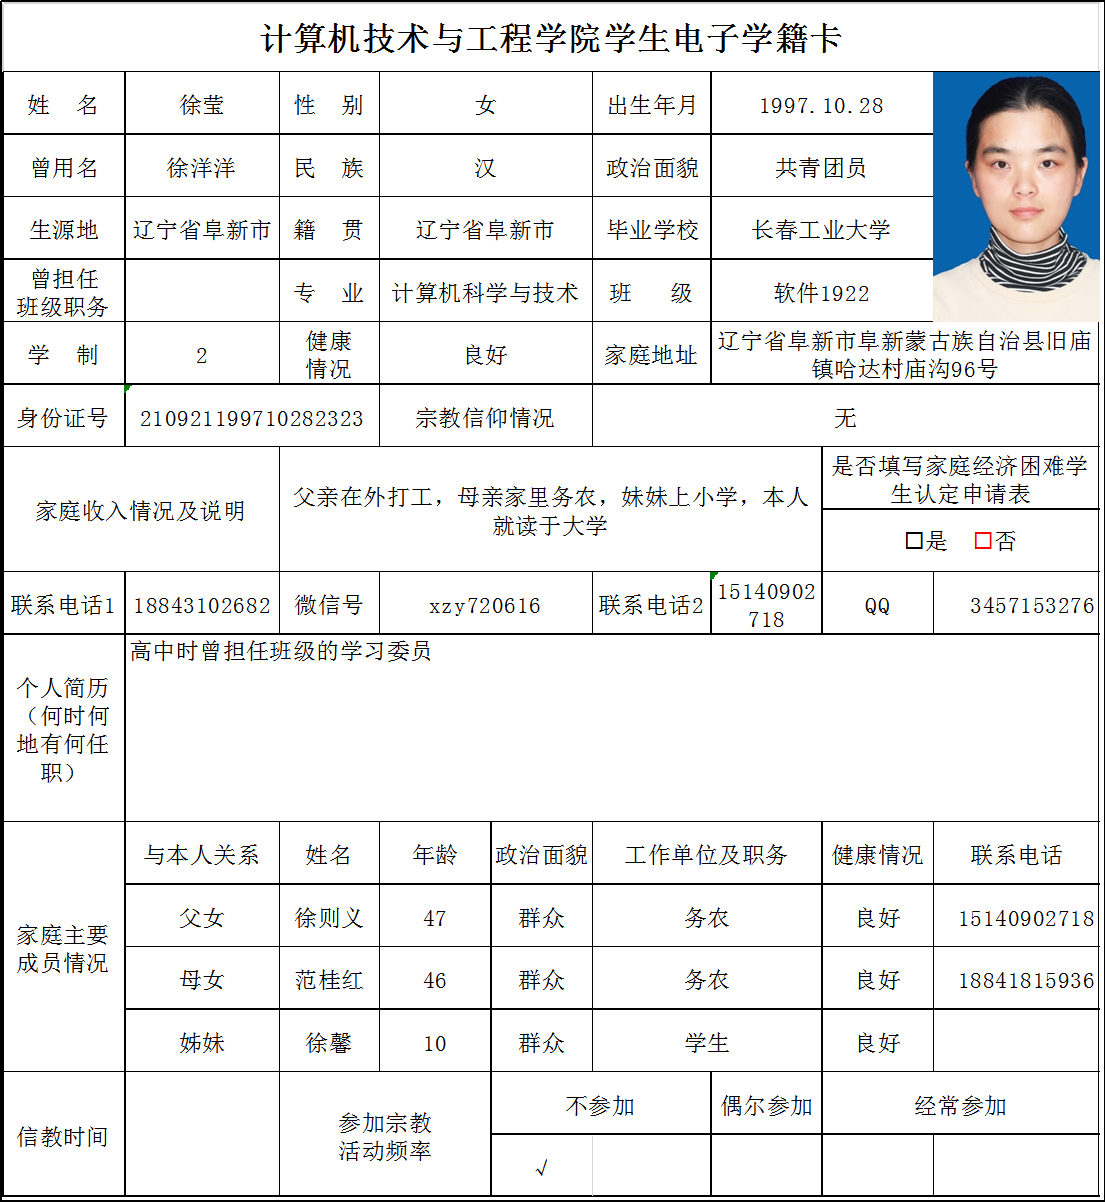 计算机技术与工程学院学生电子学籍卡
姓 名 徐莹 性 别 女 出生年月 1997.10.28
曾用名 徐洋洋 民 族 汉 政治面貌 共青团员
生源地 辽宁省阜新市 籍 贯 辽宁省阜新市 毕业学校 长春工业大学
曾担任
班级职务
专 业 计算机科学与技术 班 级 软件1922
学 制 2
健康
情况
良好 家庭地址
辽宁省阜新市阜新蒙古族自治县旧庙
镇哈达村庙沟96号
身份证号 210921199710282323 宗教信仰情况 无
家庭收入情况及说明
父亲在外打工，母亲家里务农，妹妹上小学，本人
就读于大学
是否填写家庭经济困难学
生认定申请表
□是 □否
联系电话1 18843102682 微信号 xzy720616 联系电话2
15140902
718
QQ 3457153276
个人简历
（何时何
地有何任
职）
高中时曾担任班级的学习委员
家庭主要
成员情况
与本人关系 姓名 年龄 政治面貌 工作单位及职务 健康情况 联系电话
父女 徐则义 47 群众 务农 良好 15140902718
母女 范桂红 46 群众 务农 良好 18841815936
姊妹 徐馨 10 群众 学生 良好
信教时间
参加宗教
活动频率
不参加 偶尔参加 经常参加
√